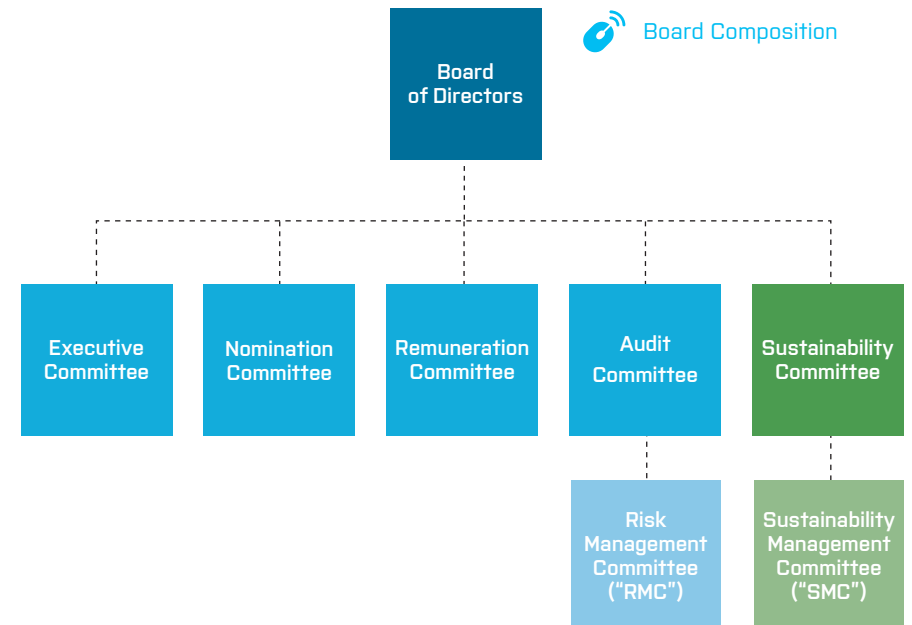 Board Composition
Board
of Directors
Executive
Committee
Nomination
Committee
Remuneration
Committee
Audit
Committee
Sustainability
Committee
Risk
Management
Committee
(“RMC”)
Sustainability
Management
Committee
(“SMC”)